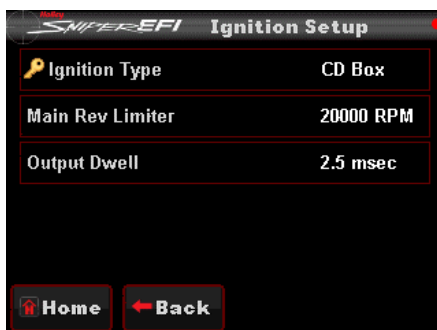 Holley
SNIPER EFI Ignition Setup
Ignition Type CD Box
Main Rev Limiter 20000 RPM
Output Dwell 2.5 msec
Home Back